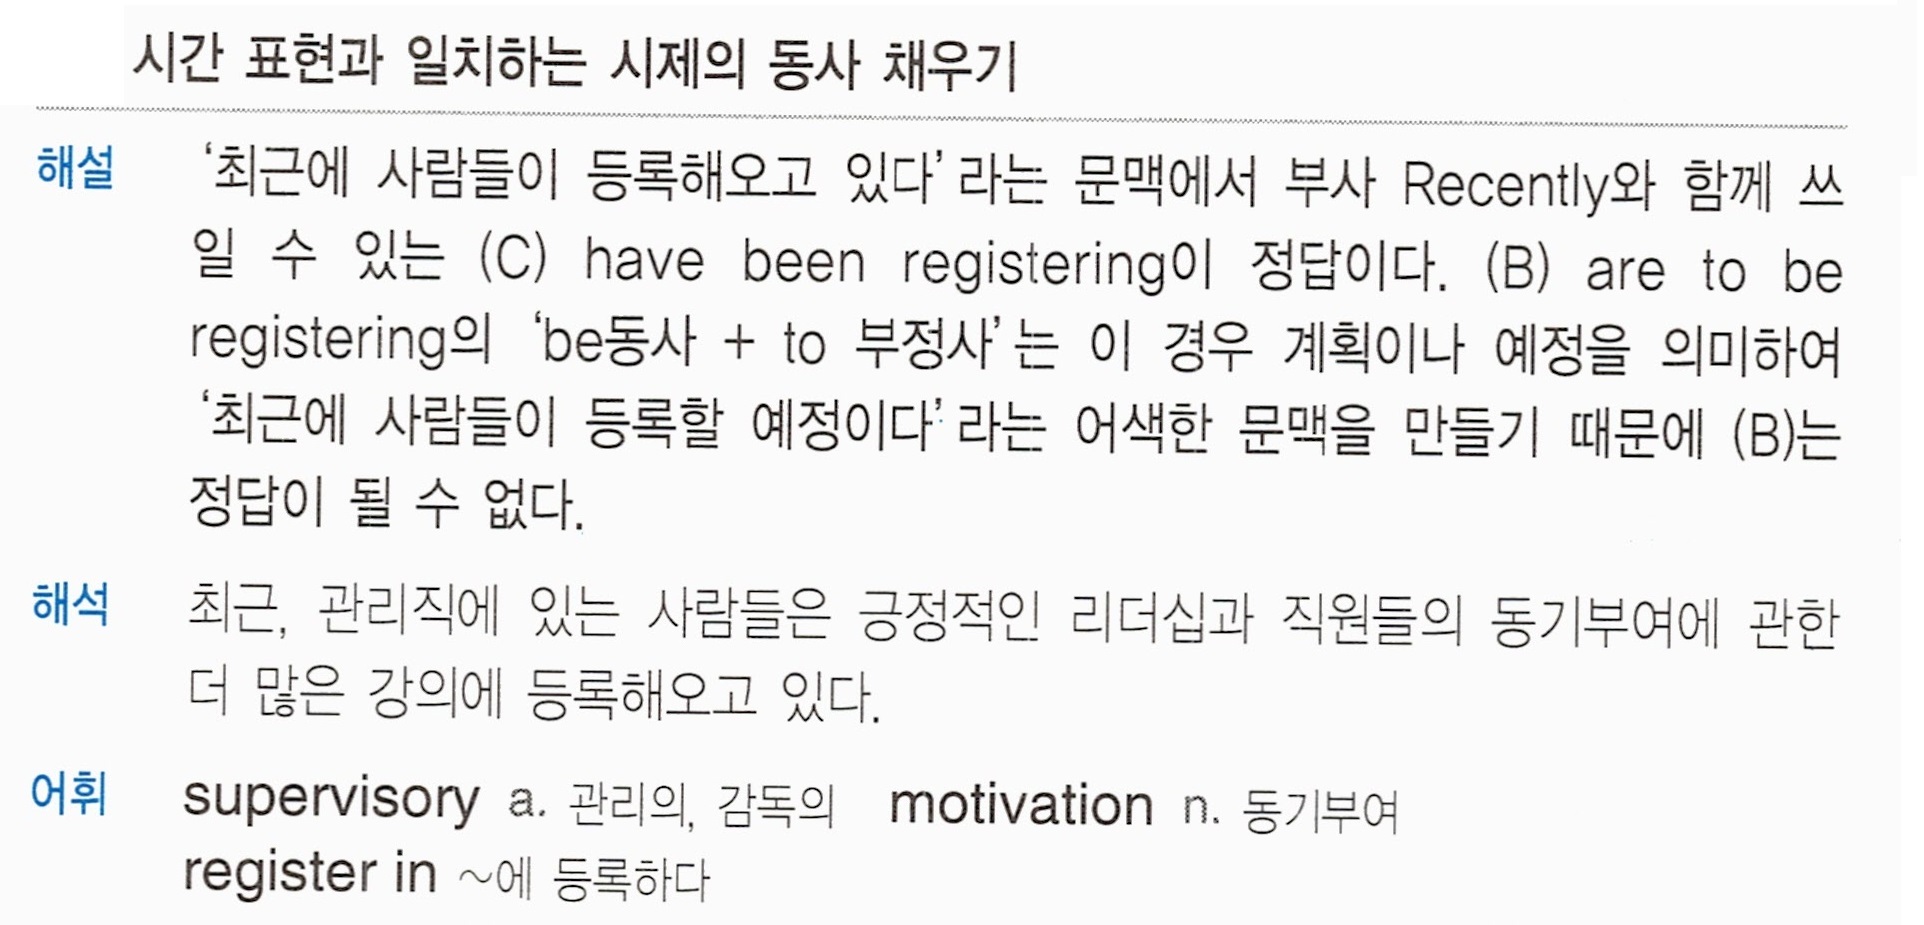 시간 표현과 일치하는 시제의 동사 채우기
해설 ‘최근에 사람들이 등록해오고 있다’라는 문맥에서 부사 Recently와 함께 쓰
일 수 있는 (C) have been registering이 정답이다. (B) are to be
registering의 ‘be동사 + to 부정사’는 이 경우 계획이나 예정을 의미하여
‘최근에 사람들이 등록할 예정이다’라는 어색한 문맥을 만들기 때문에 (B)는
정답이 될 수 없다.
해석 최근, 관리직에 있는 사람들은 긍정적인 리더십과 직원들의 동기부여에 관한
더 많은 강의에 등록해오고 있다.
어휘 supervisory a. 관리의, 감독의 motivation n. 동기부여
register in ~에 등록하다